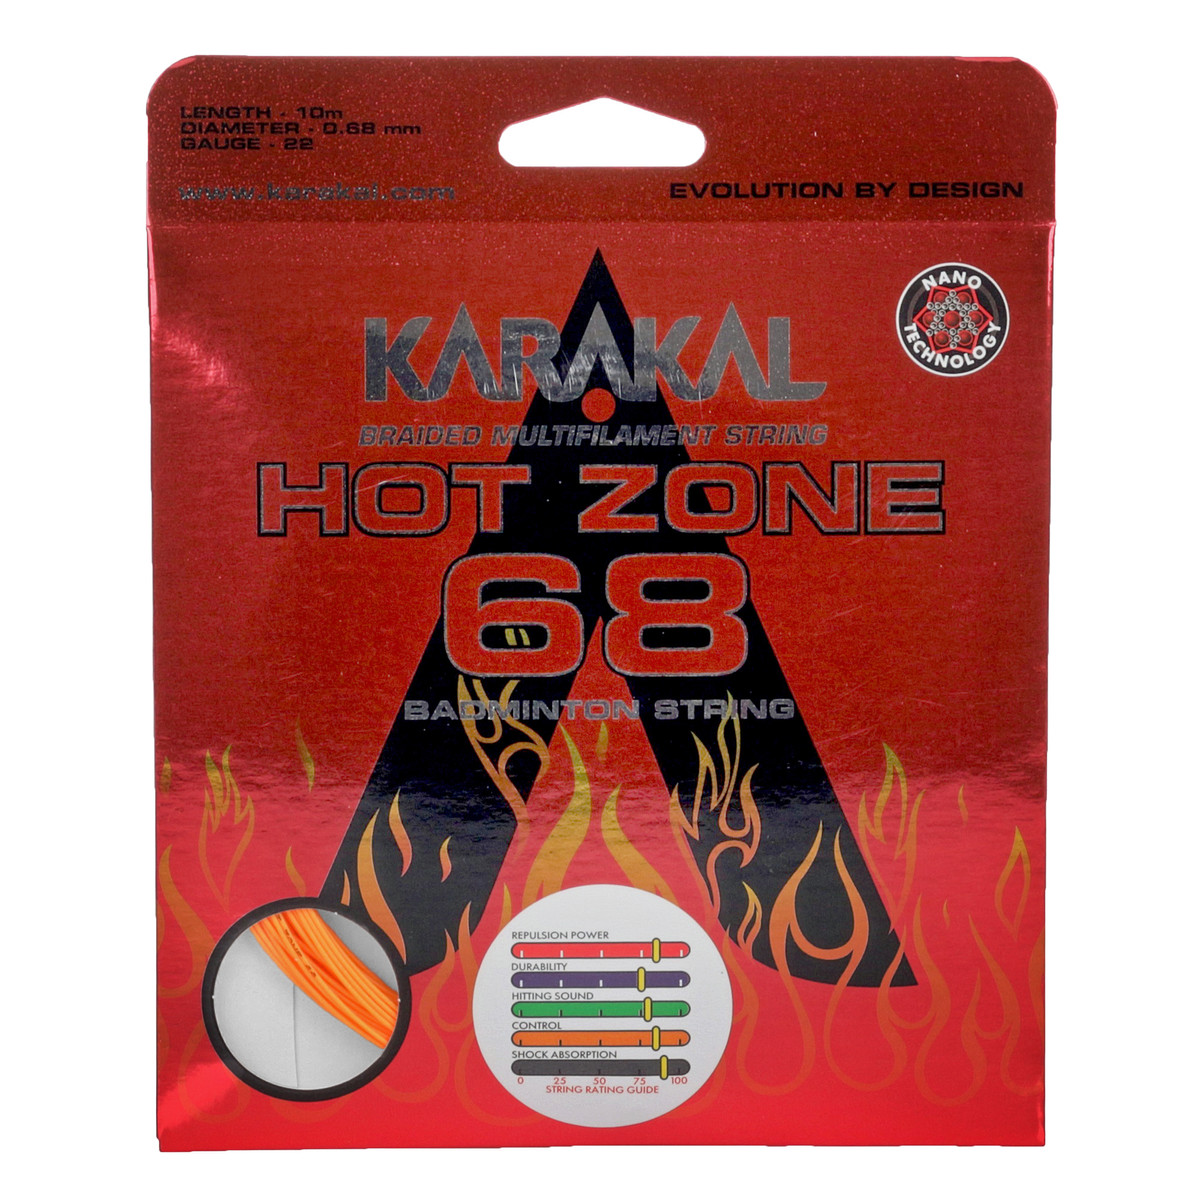 LENGTH - 10m
DIAMETER - 0.68 mm
GAUGE - 22
www.karakal.com
EVOLUTION BY DESIGN
NANO
TECHNOLOGY
KARAKAL
BRAIDED MULTIFILAMENT STRING
HOT ZONE
68
BADMINTON STRING
REPULSION POWER
DURABILITY
HITTING SOUND
CONTROL
SHOCK ABSORPTION
0 25 50 75 100
STRING RATING GUIDE